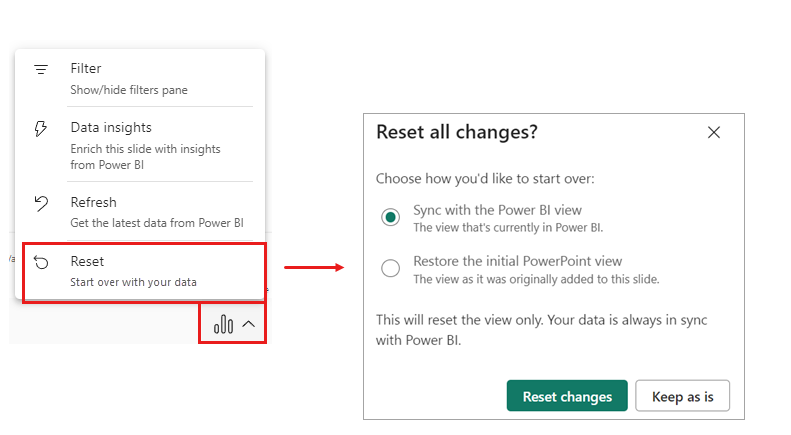 Filter
Show/hide filters pane
Data insights
Enrich this slide with insights
from Power BI
Refresh
Get the latest data from Power BI
Reset
Start over with your data
Reset all changes?
Choose how you'd like to start over:
Sync with the Power BI view
The view that's currently in Power BI.
Restore the initial PowerPoint view
The view as it was originally added to this slide.
This will reset the view only. Your data is always in sync
with Power BI.
Reset changes
Keep as is